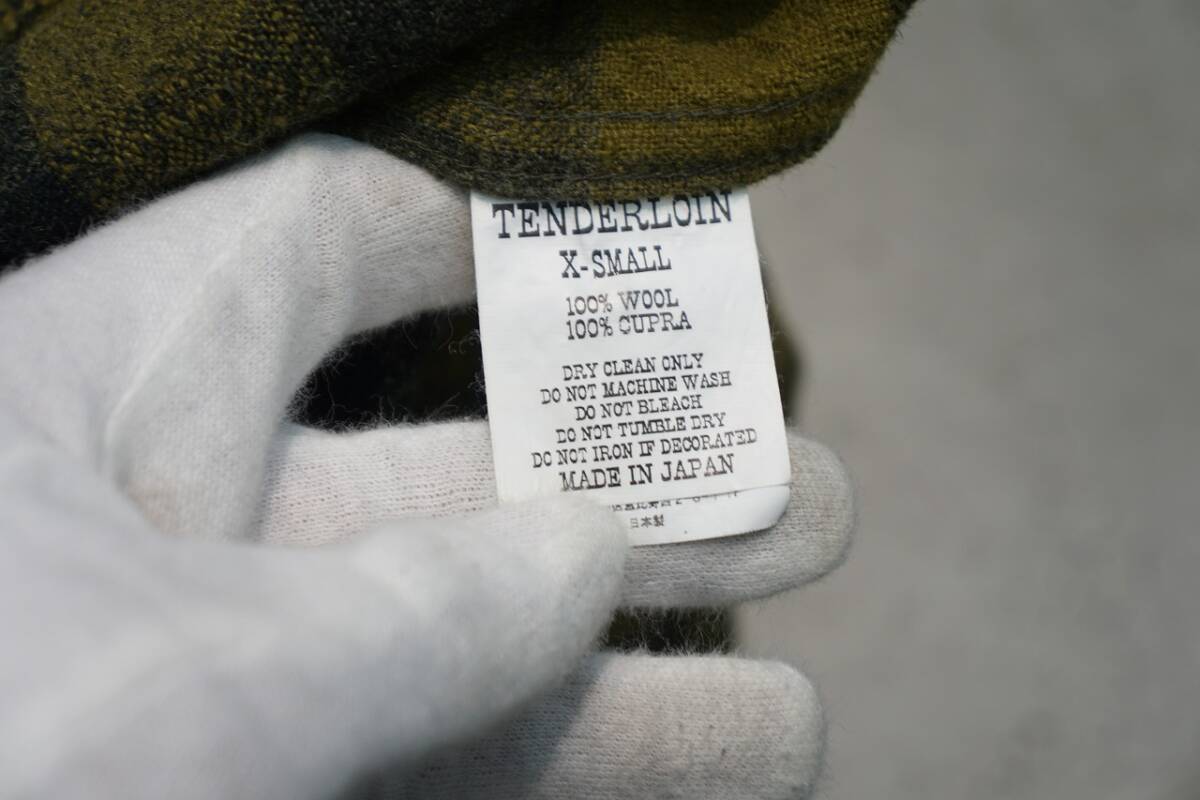 TENDERLOIN
X-SMALL
100% WOOL
100% CUPRA
DRY CLEAN ONLY
DO NOT MACHINE WASH
DO NOT BLEACH
DO NOT TUMBLE DRY
DO NOT IRON IF DECORATED
MADE IN JAPAN
日本製